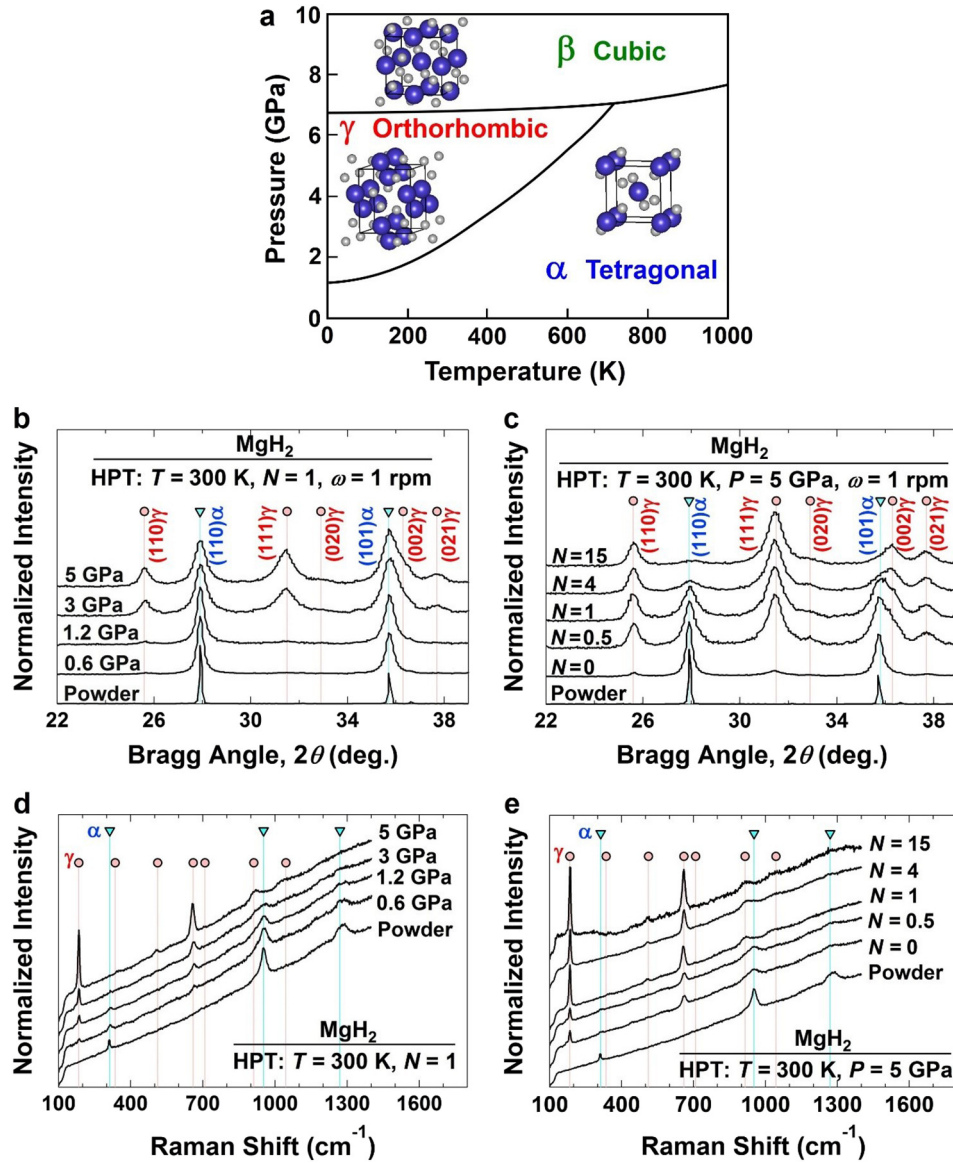 a
10
8
6
4
2
0
Pressure (GPa)
β Cubic
γ Orthorhombic
α Tetragonal
0 200 400 600 800 1000
Temperature (K)
b
Normalized Intensity
MgH2
HPT: T = 300 K, N = 1, ω = 1 rpm
(110)γ
(110)α
(111)γ
(020)γ
(101)α
(002)γ
(021)γ
5 GPa
3 GPa
1.2 GPa
0.6 GPa
Powder
22 26 30 34 38
Bragg Angle, 2θ (deg.)
c
Normalized Intensity
MgH2
HPT: T = 300 K, P = 5 GPa, ω = 1 rpm
(110)γ
(110)α
(111)γ
(020)γ
(101)α
(002)γ
(021)γ
N = 15
N = 4
N = 1
N = 0.5
N = 0
Powder
22 26 30 34 38
Bragg Angle, 2θ (deg.)
d
Normalized Intensity
α
γ
5 GPa
3 GPa
1.2 GPa
0.6 GPa
Powder
MgH2
HPT: T = 300 K, N = 1
100 400 700 1000 1300 1600
Raman Shift (cm-1)
e
Normalized Intensity
α
γ
N = 15
N = 4
N = 1
N = 0.5
N = 0
Powder
MgH2
HPT: T = 300 K, P = 5 GPa
100 400 700 1000 1300 1600
Raman Shift (cm-1)